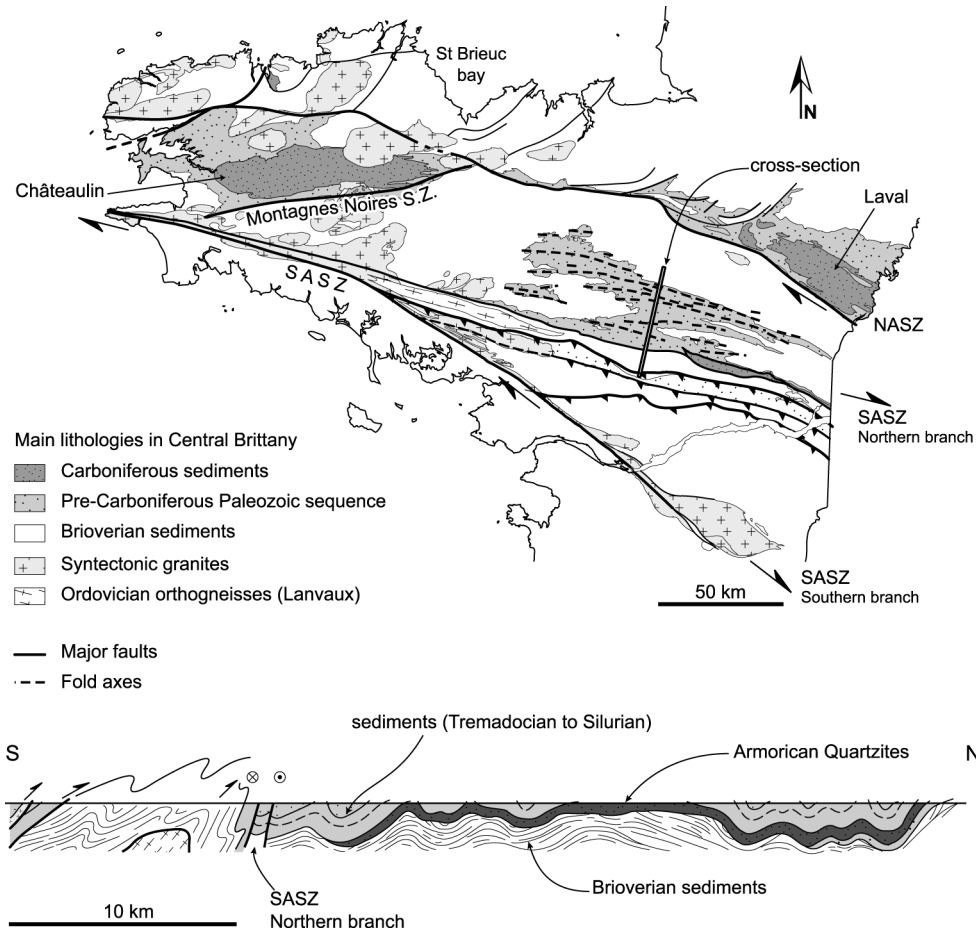 St Brieuc
bay
N
cross-section
Châteaulin
Laval
Montagnes Noires S.Z.
SASZ
NASZ
SASZ
Northern branch
Main lithologies in Central Brittany
Carboniferous sediments
Pre-Carboniferous Paleozoic sequence
Brioverian sediments
Syntectonic granites
Ordovician orthogneisses (Lanvaux)
50 km
SASZ
Southern branch
Major faults
Fold axes
sediments (Tremadocian to Silurian)
S
Armorican Quartzites
N
Brioverian sediments
SASZ
Northern branch
10 km